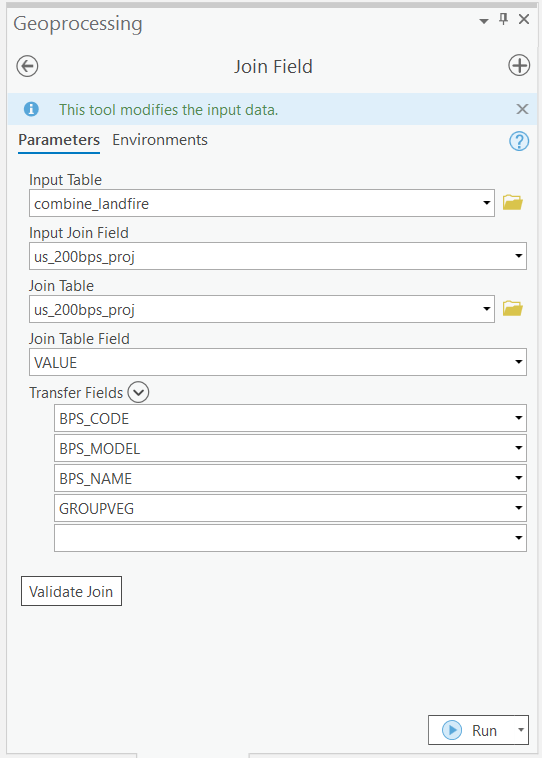 Geoprocessing
Join Field
This tool modifies the input data.
Parameters Environments
Input Table
combine_landfire
Input Join Field
us_200bps_proj
Join Table
us_200bps_proj
Join Table Field
VALUE
Transfer Fields
BPS_CODE
BPS_MODEL
BPS_NAME
GROUPVEG
Validate Join
Run